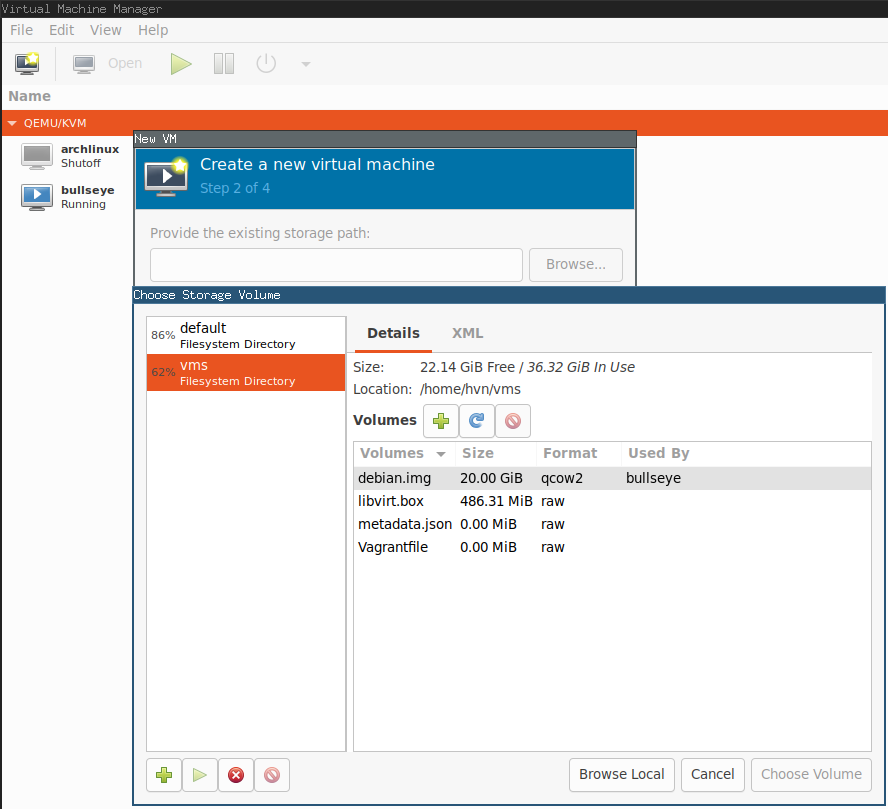 Virtual Machine Manager
File Edit View Help
Open
Name
QEMU/KVM
archlinux
Shutoff
bullseye
Running
New VM
Create a new virtual machine
Step 2 of 4
Provide the existing storage path:
Browse...
Choose Storage Volume
86% default
Filesystem Directory
62% vms
Filesystem Directory
Details XML
Size: 22.14 GiB Free / 36.32 GiB In Use
Location: /home/hvn/vms
Volumes
Volumes Size Format Used By
debian.img 20.00 GiB qcow2 bullseye
libvirt.box 486.31 MiB raw
metadata.json 0.00 MiB raw
Vagrantfile 0.00 MiB raw
Browse Local Cancel Choose Volume